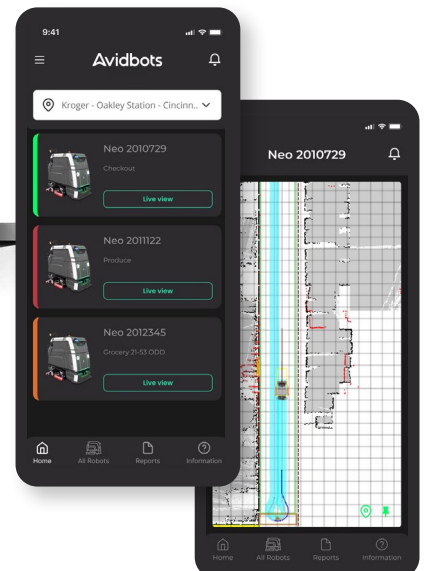 9:41
Avidbots
Kroger - Oakley Station - Cincinn..
Neo 2010729
Checkout
Live view
Neo 2011122
Produce
Live view
Neo 2012345
Grocery 21-53 ODD
Live view
Home All Robots Reports Information
Neo 2010729
Home All Robots Reports Information